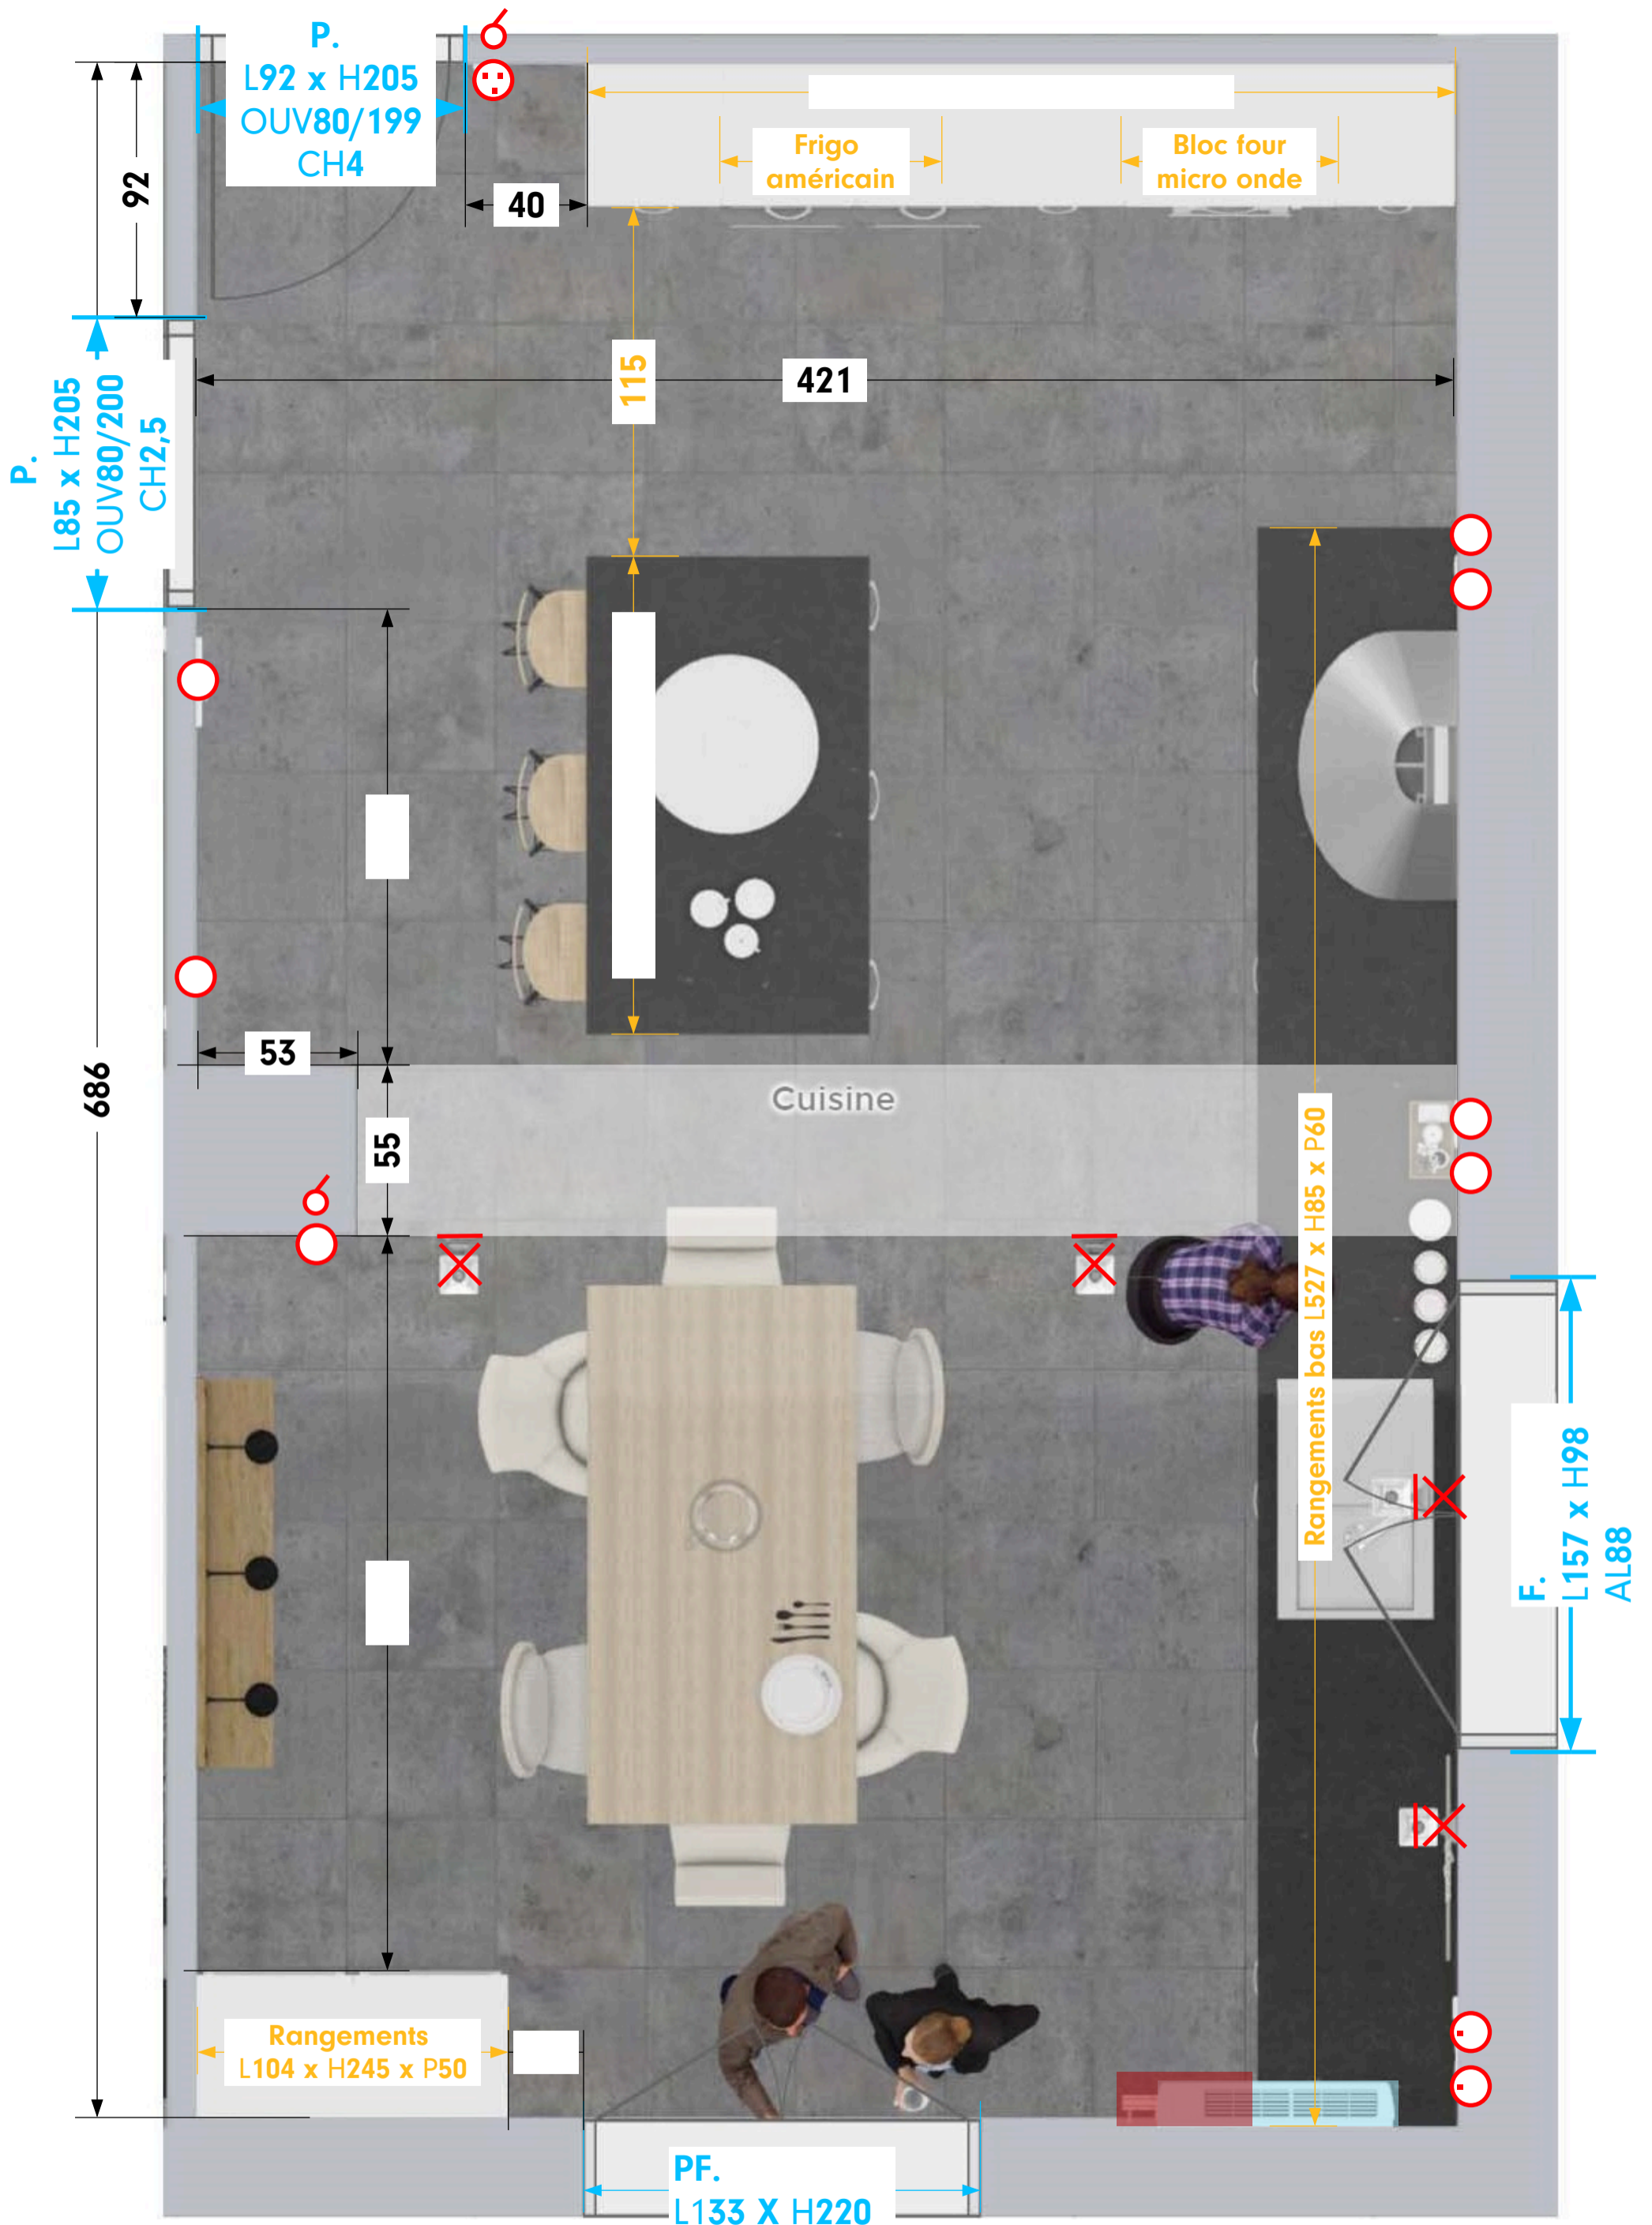 P.
L92 x H205
OUV80/199
CH4
92
40
Frigo
américain
Bloc four
micro onde
115
421
P.
L85 x H205
OUV80/200
CH2,5
53
686
55
Cuisine
Rangements bas L527 x H85 x P60
F.
L157 x H98
AL88
Rangements
L104 x H245 x P50
PF.
L133 X H220